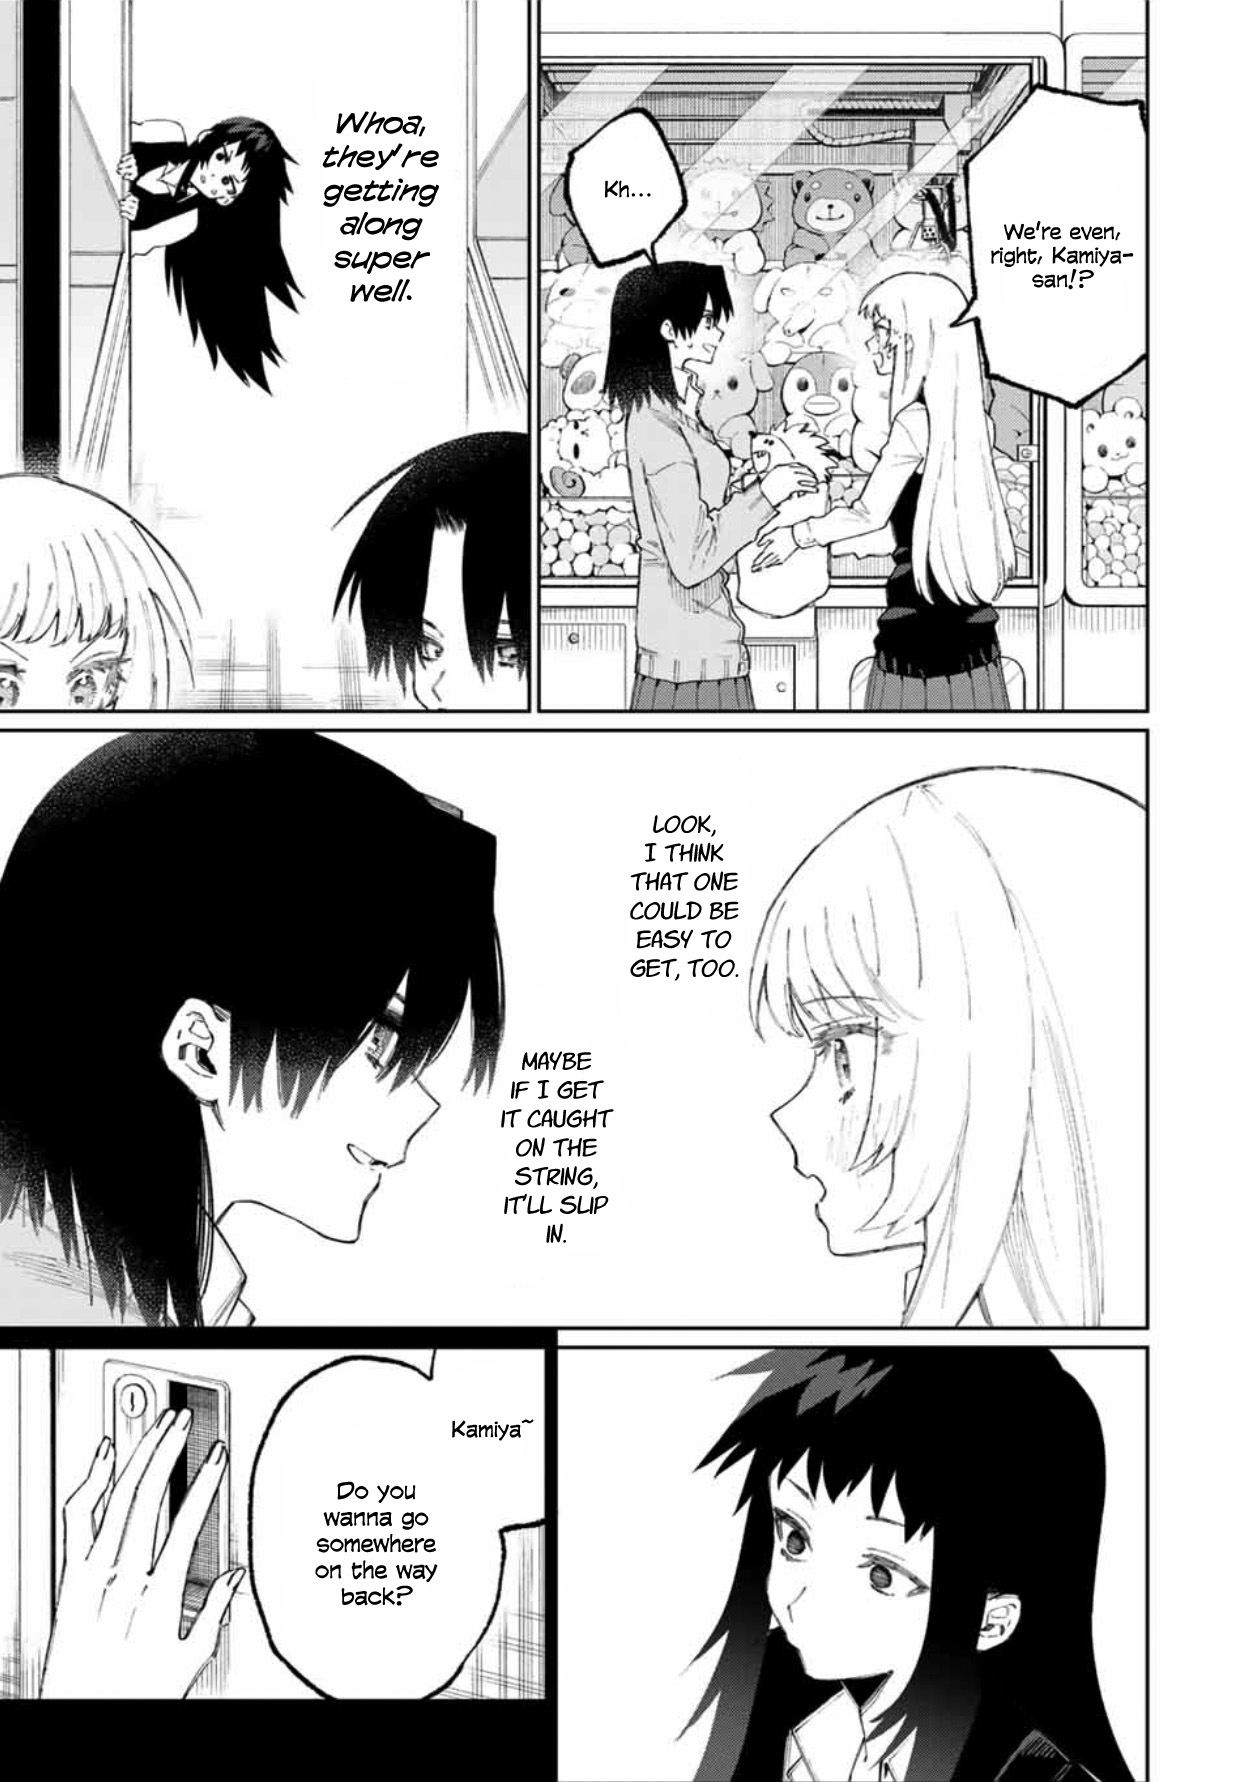 We're even,
right, Kamiya-
san!?
Kh...
Whoa,
they're
getting
along
super
well.
LOOK,
I THINK
THAT ONE
COULD BE
EASY TO
GET, TOO.
MAYBE
IF I GET
IT CAUGHT
ON THE
STRING,
IT'LL SLIP
IN.
Kamiya~
Do you
wanna go
somewhere
on the way
back?